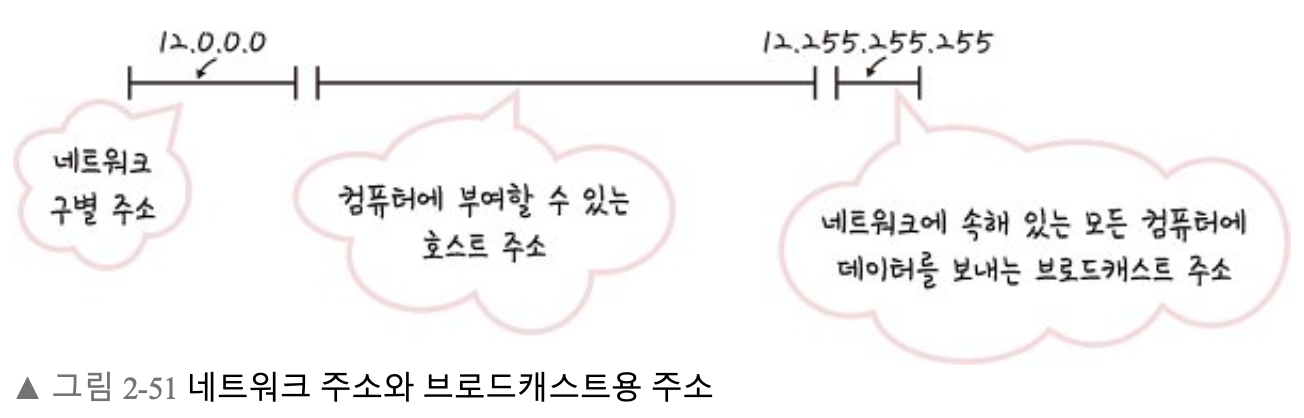 12.0.0.0
12.255.255.255
네트워크
구별 주소
컴퓨터에 부여할 수 있는
호스트 주소
네트워크에 속해 있는 모든 컴퓨터에
데이터를 보내는 브로드캐스트 주소
▲ 그림 2-51 네트워크 주소와 브로드캐스트용 주소